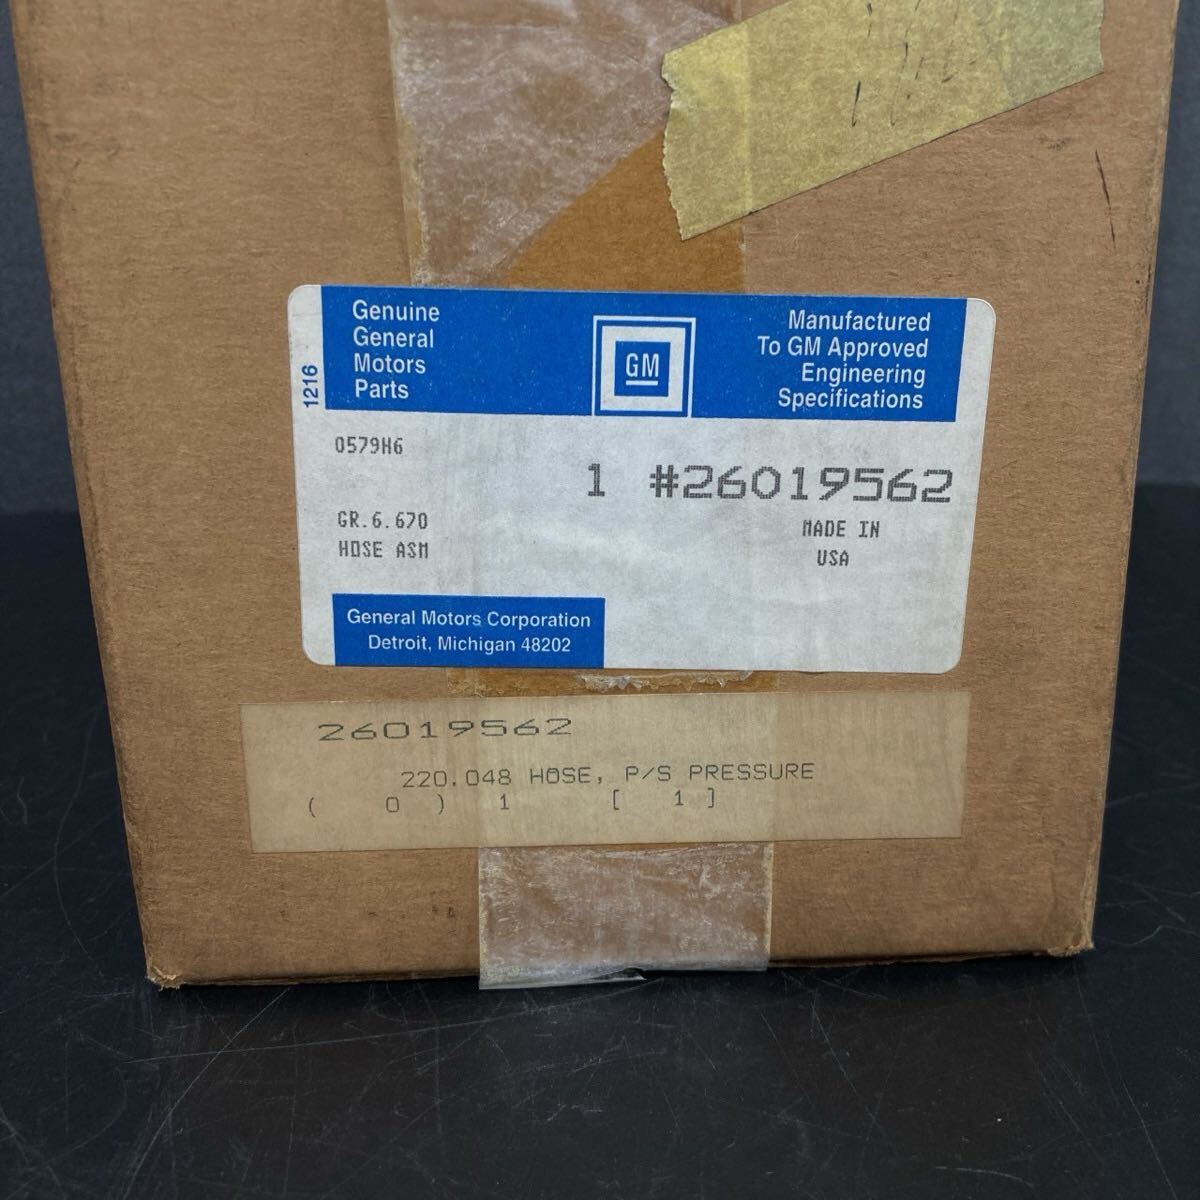 Genuine
General
Motors
Parts
GM
Manufactured
To GM Approved
Engineering
Specifications
1216
0579H6
1 #26019562
GR.6.670
HOSE ASM
MADE IN
USA
General Motors Corporation
Detroit, Michigan 48202
26019562
220.048 HOSE, P/S PRESSURE
( 0 ) 1 [ 1 ]